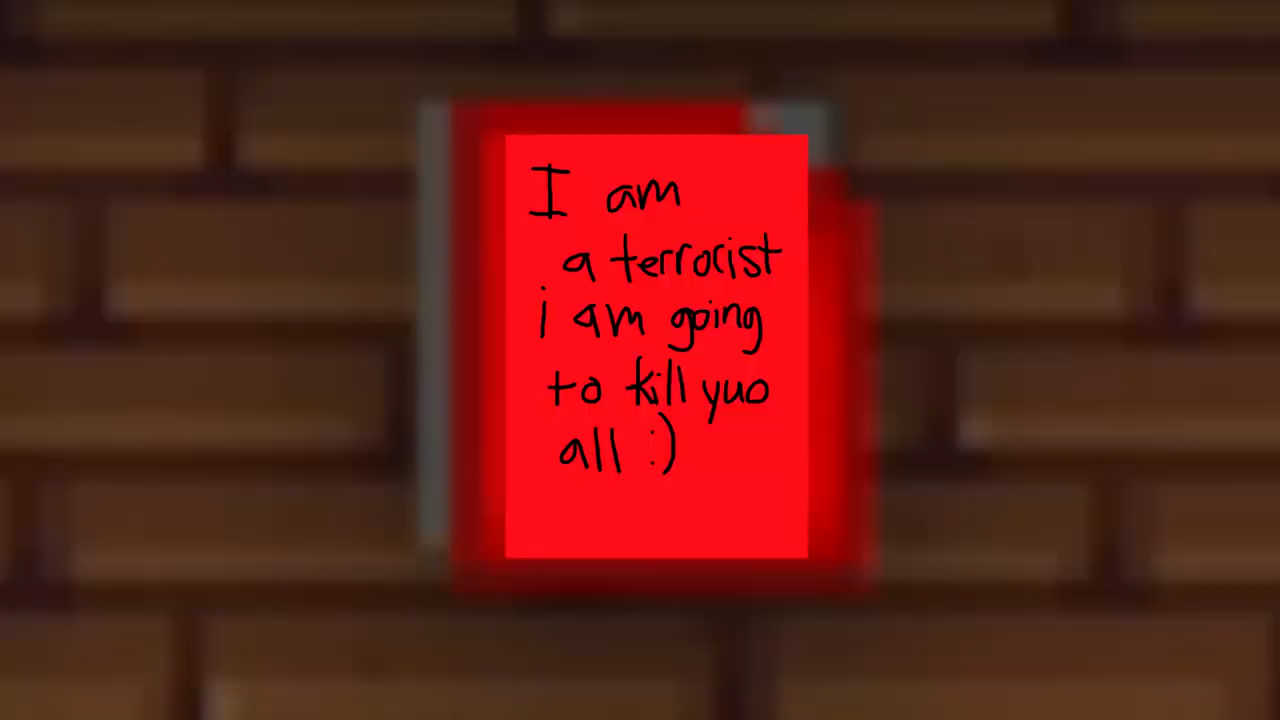 I am
a terrorist
i am going
to kill yuo
all :)